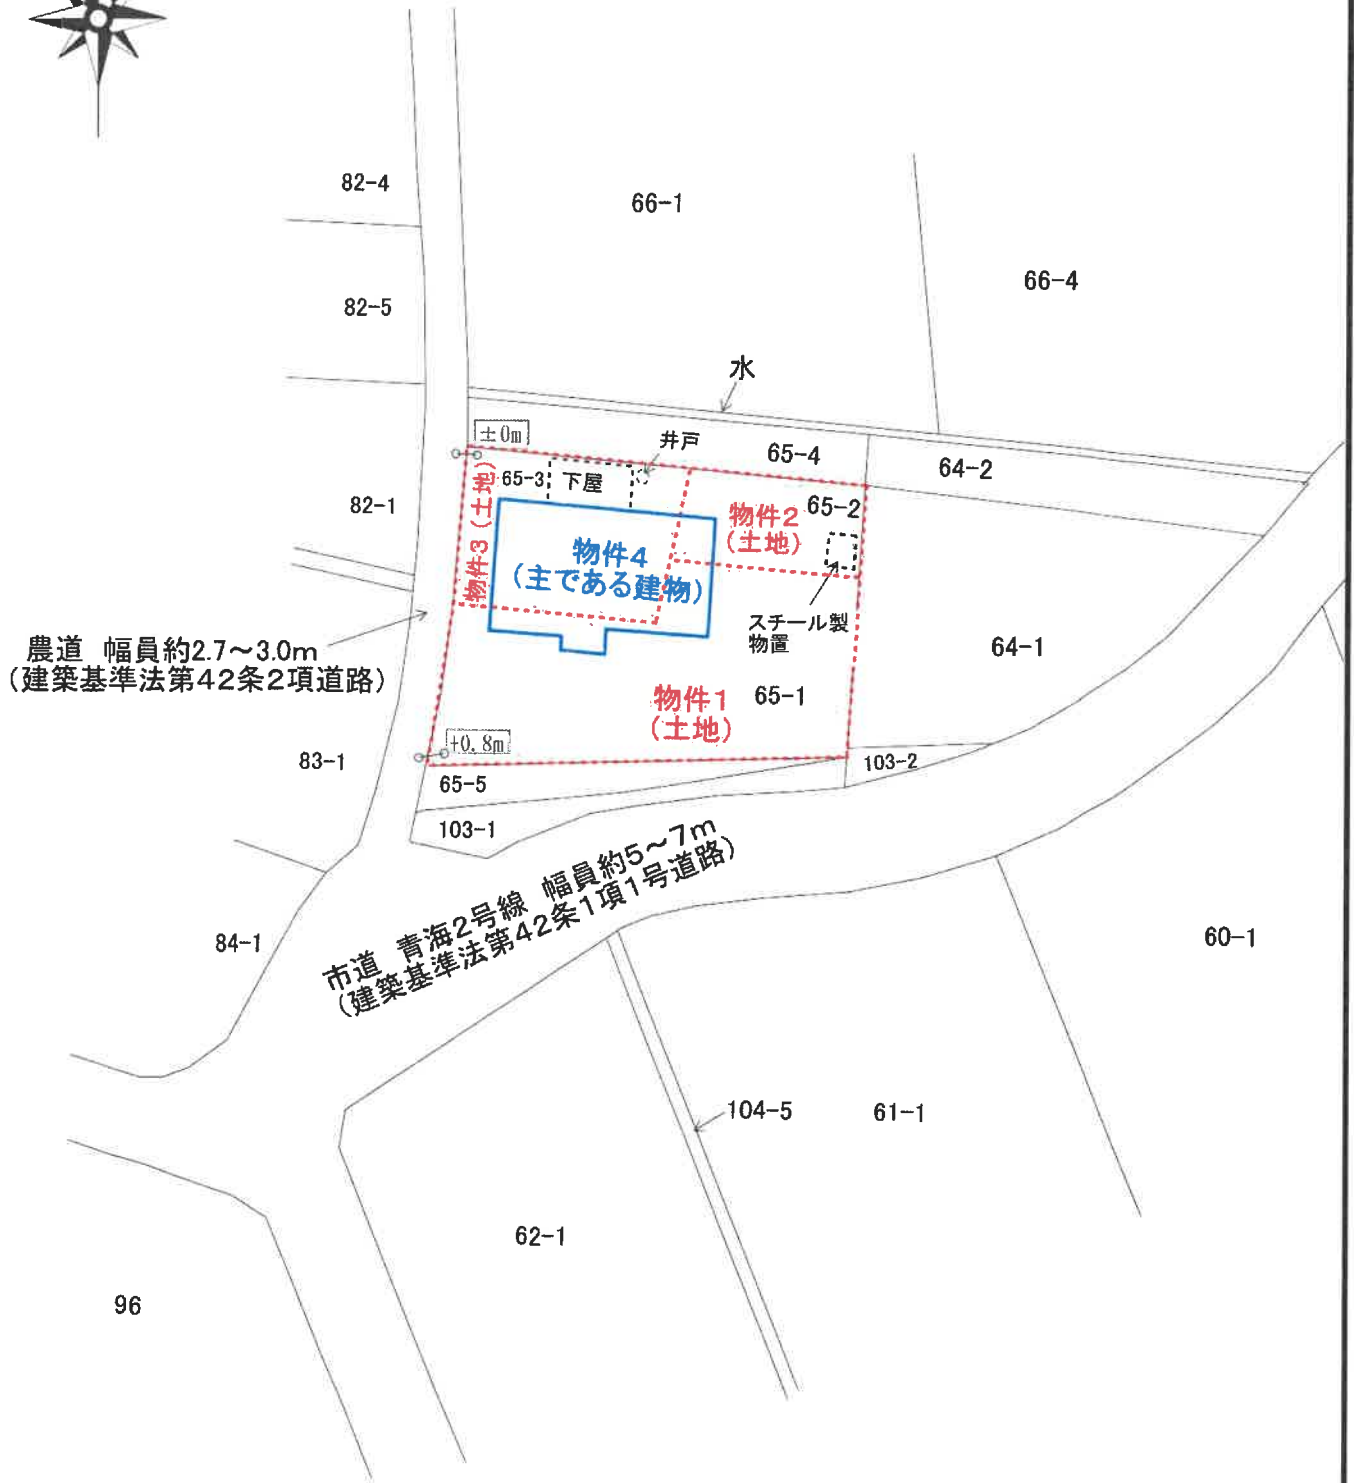 82-4
66-1
66-4
82-5
水
±0m
井戸
65-4
64-2
65-3
下屋
65-2
82-1
物件3（土地）
物件2
（土地）
物件4
（主である建物）
スチール製
物置
農道 幅員約2.7～3.0m
（建築基準法第42条2項道路）
64-1
物件1
（土地）
65-1
+0.8m
83-1
65-5
103-2
103-1
市道 青海2号線 幅員約5～7m
（建築基準法第42条1項1号道路）
84-1
60-1
104-5
61-1
62-1
96